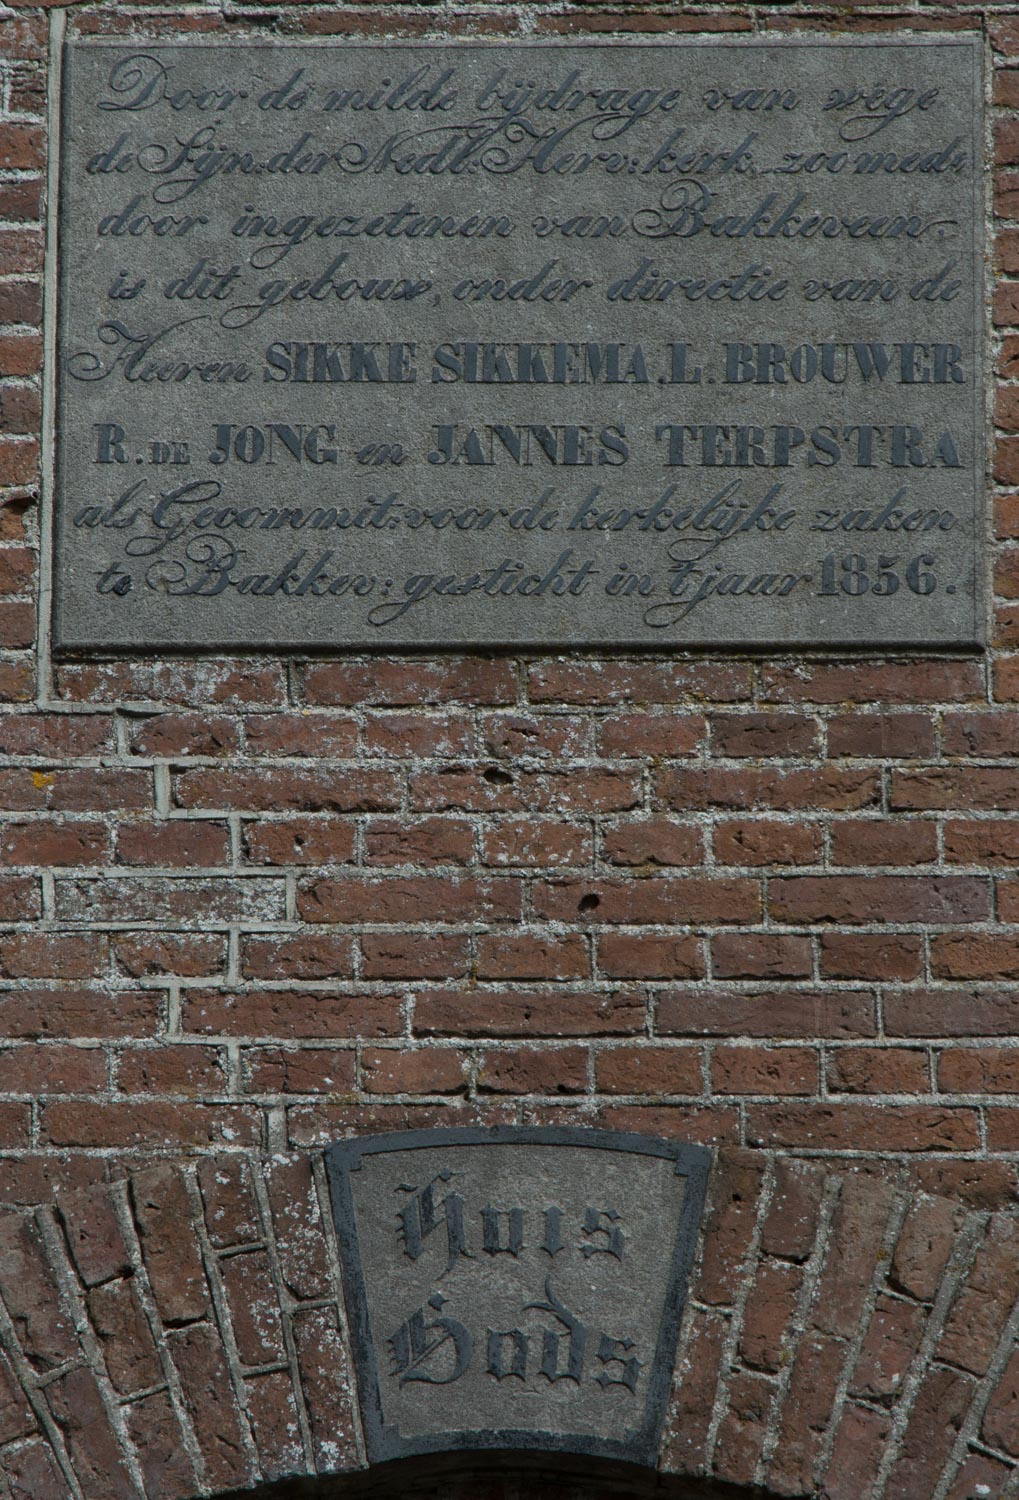 Door de milde bijdrage van wege
de Sÿn: der Nedl: Herv: kerk, zoo mede
door ingezetenen van Bakkeveen,
is dit gebouw, onder directie van de
Heeren SIKKE SIKKEMA, L. BROUWER
R. DE JONG en JANNES TERPSTRA
als Gecommit: voor de kerkelijke zaken
te Bakkev: gesticht in 't jaar 1856.
Huis
Gods